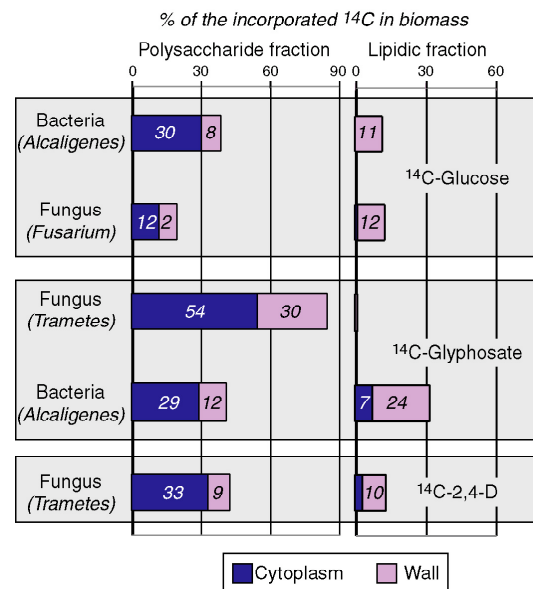 % of the incorporated 14C in biomass
Polysaccharide fraction Lipidic fraction
0 30 60 90 0 30 60
Bacteria
(Alcaligenes)
30 8 11
14C-Glucose
Fungus
(Fusarium)
12 2 12
Fungus
(Trametes)
54 30
14C-Glyphosate
Bacteria
(Alcaligenes)
29 12 7 24
Fungus
(Trametes)
33 9 10 14C-2,4-D
Cytoplasm Wall